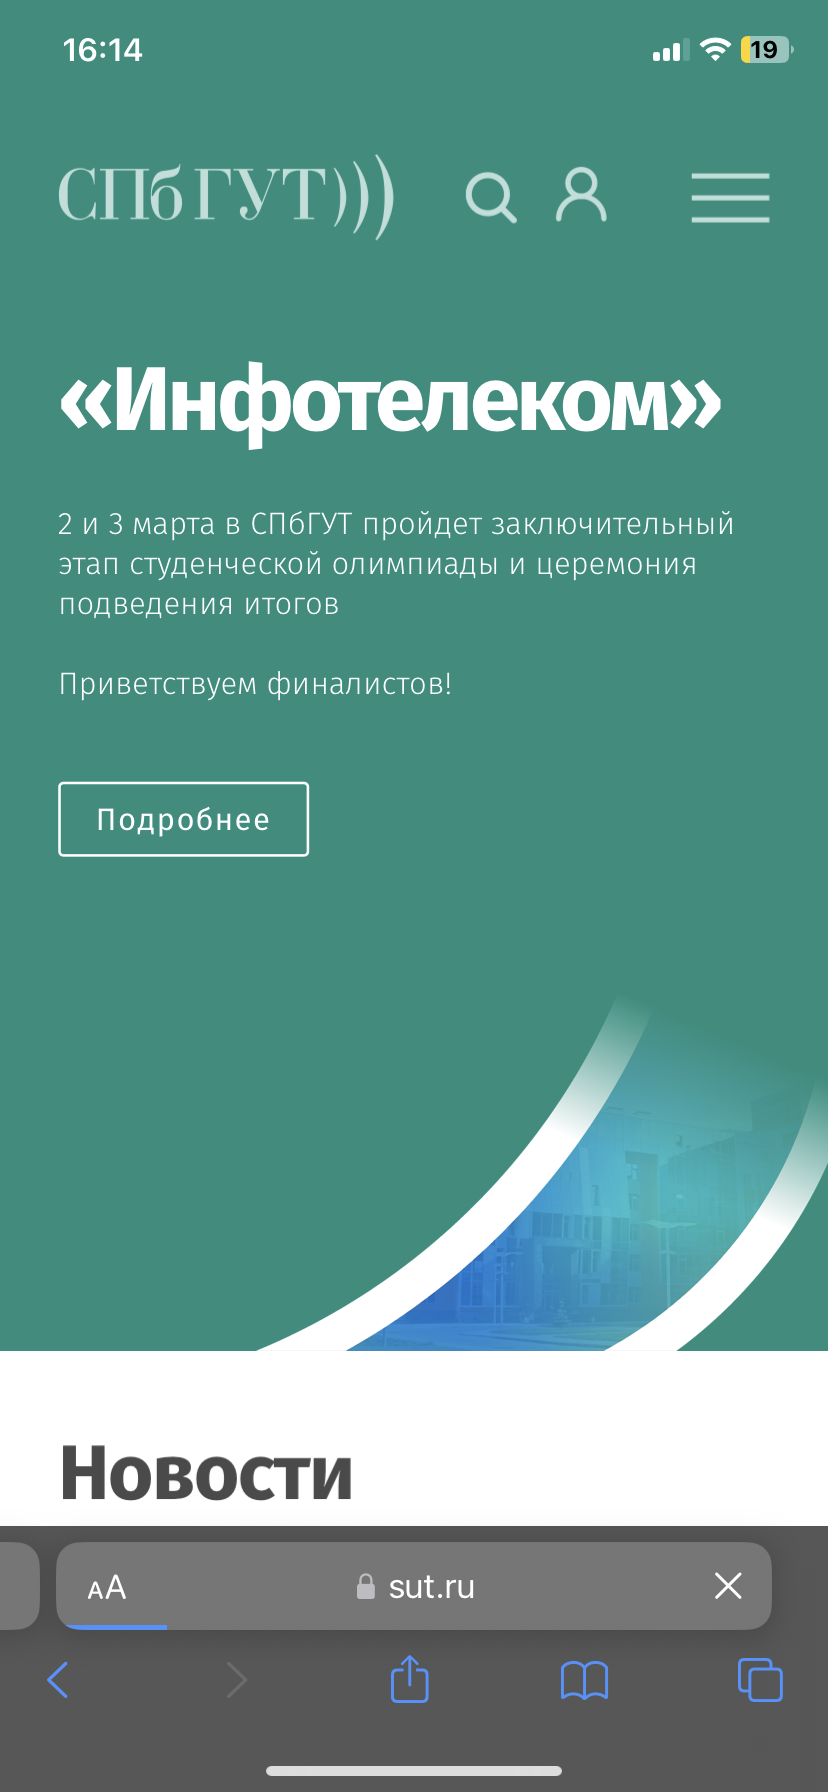 16:14
19
СПбГУТ)))
«Инфотелеком»
2 и 3 марта в СПбГУТ пройдет заключительный
этап студенческой олимпиады и церемония
подведения итогов
Приветствуем финалистов!
Подробнее
Новости
AA
sut.ru